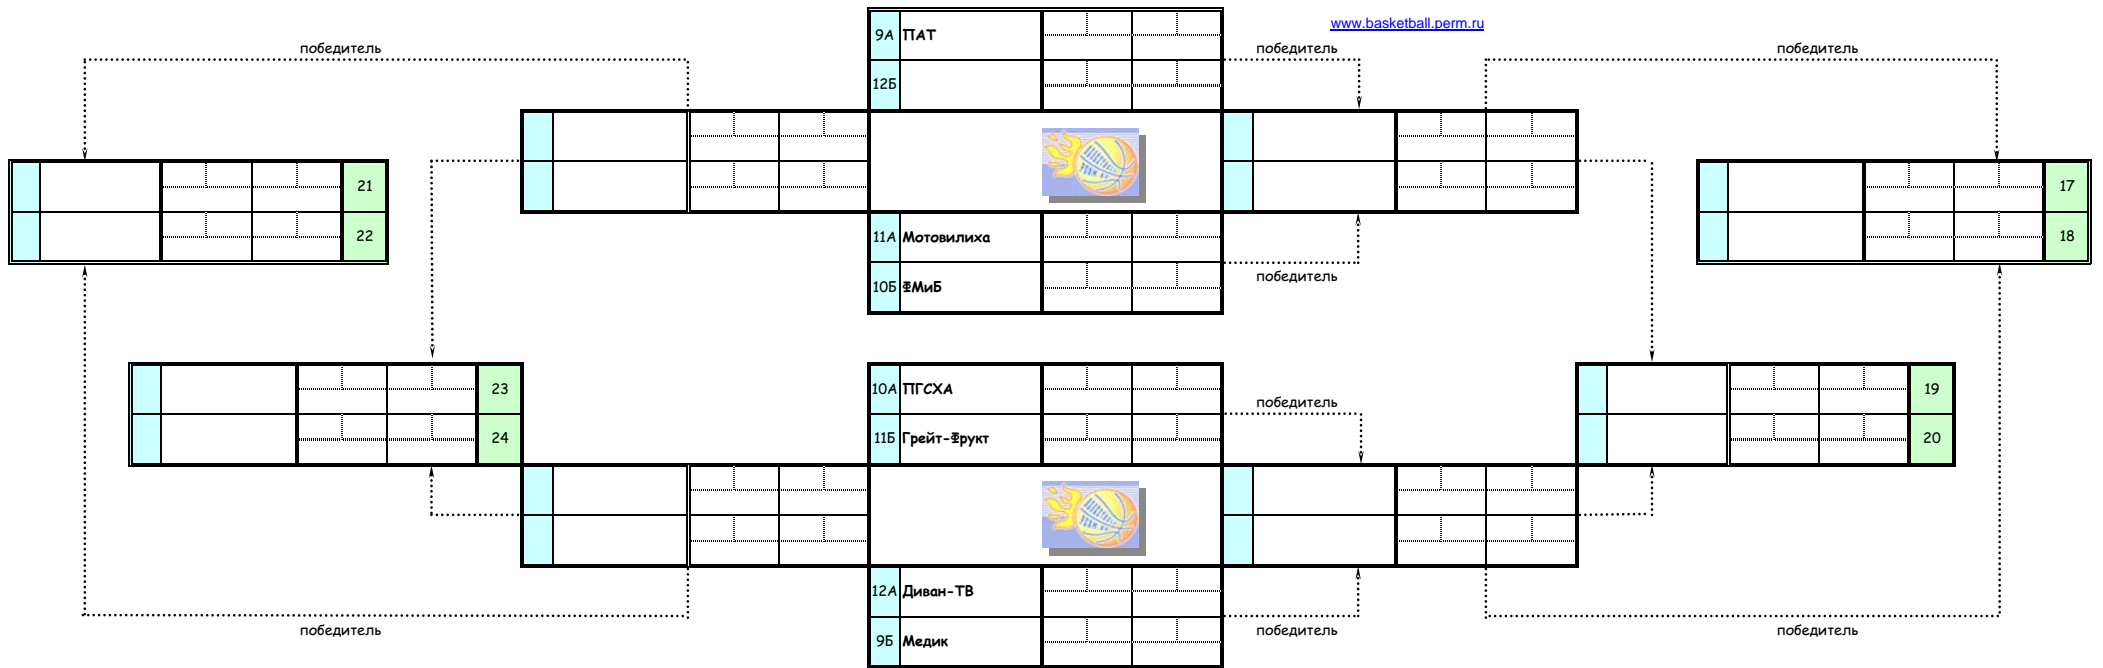 www.basketball.perm.ru
9А ПАТ
победитель победитель победитель
12Б
21 17
22 18
11А Мотовилиха
победитель
10Б ФМиБ
23 10А ПГСХА 19
победитель
24 11Б Грейт-Фрукт 20
12А Диван-ТВ
победитель победитель победитель
9Б Медик